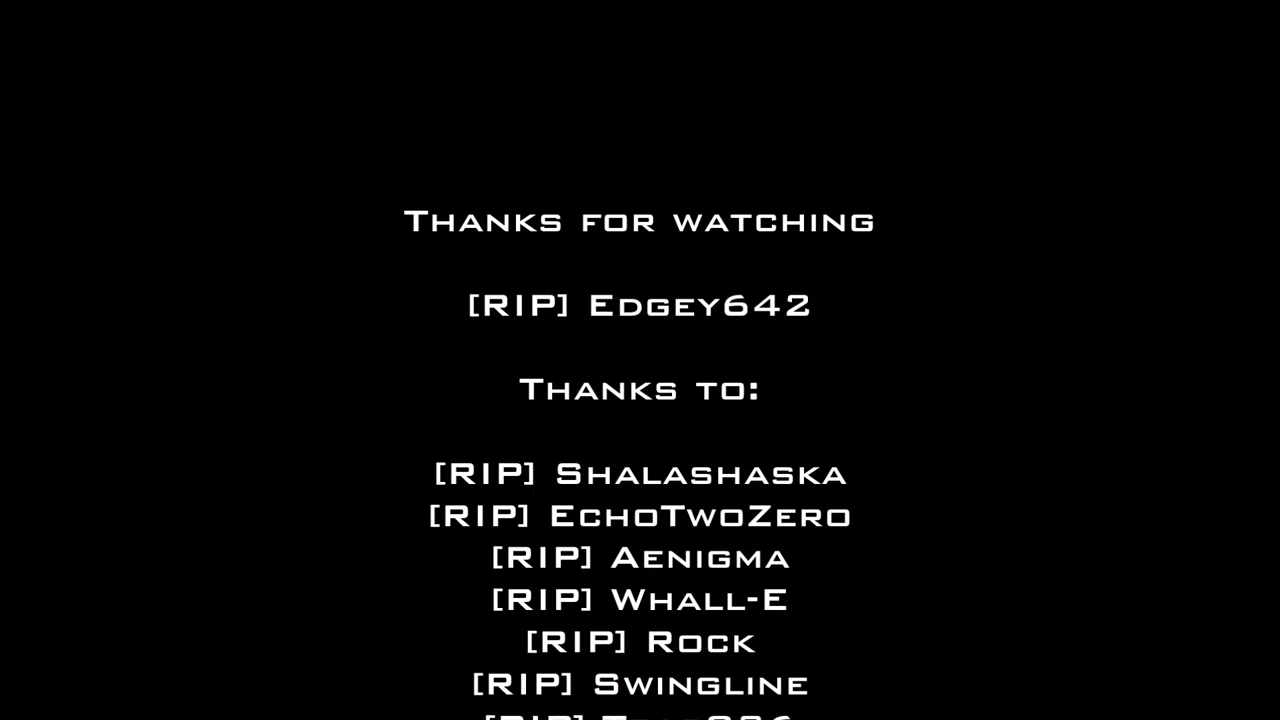 Thanks for watching
[RIP] Edgey642
Thanks to:
[RIP] Shalashaska
[RIP] EchoTwoZero
[RIP] Aenigma
[RIP] Whall-E
[RIP] Rock
[RIP] Swingline
[RIP]